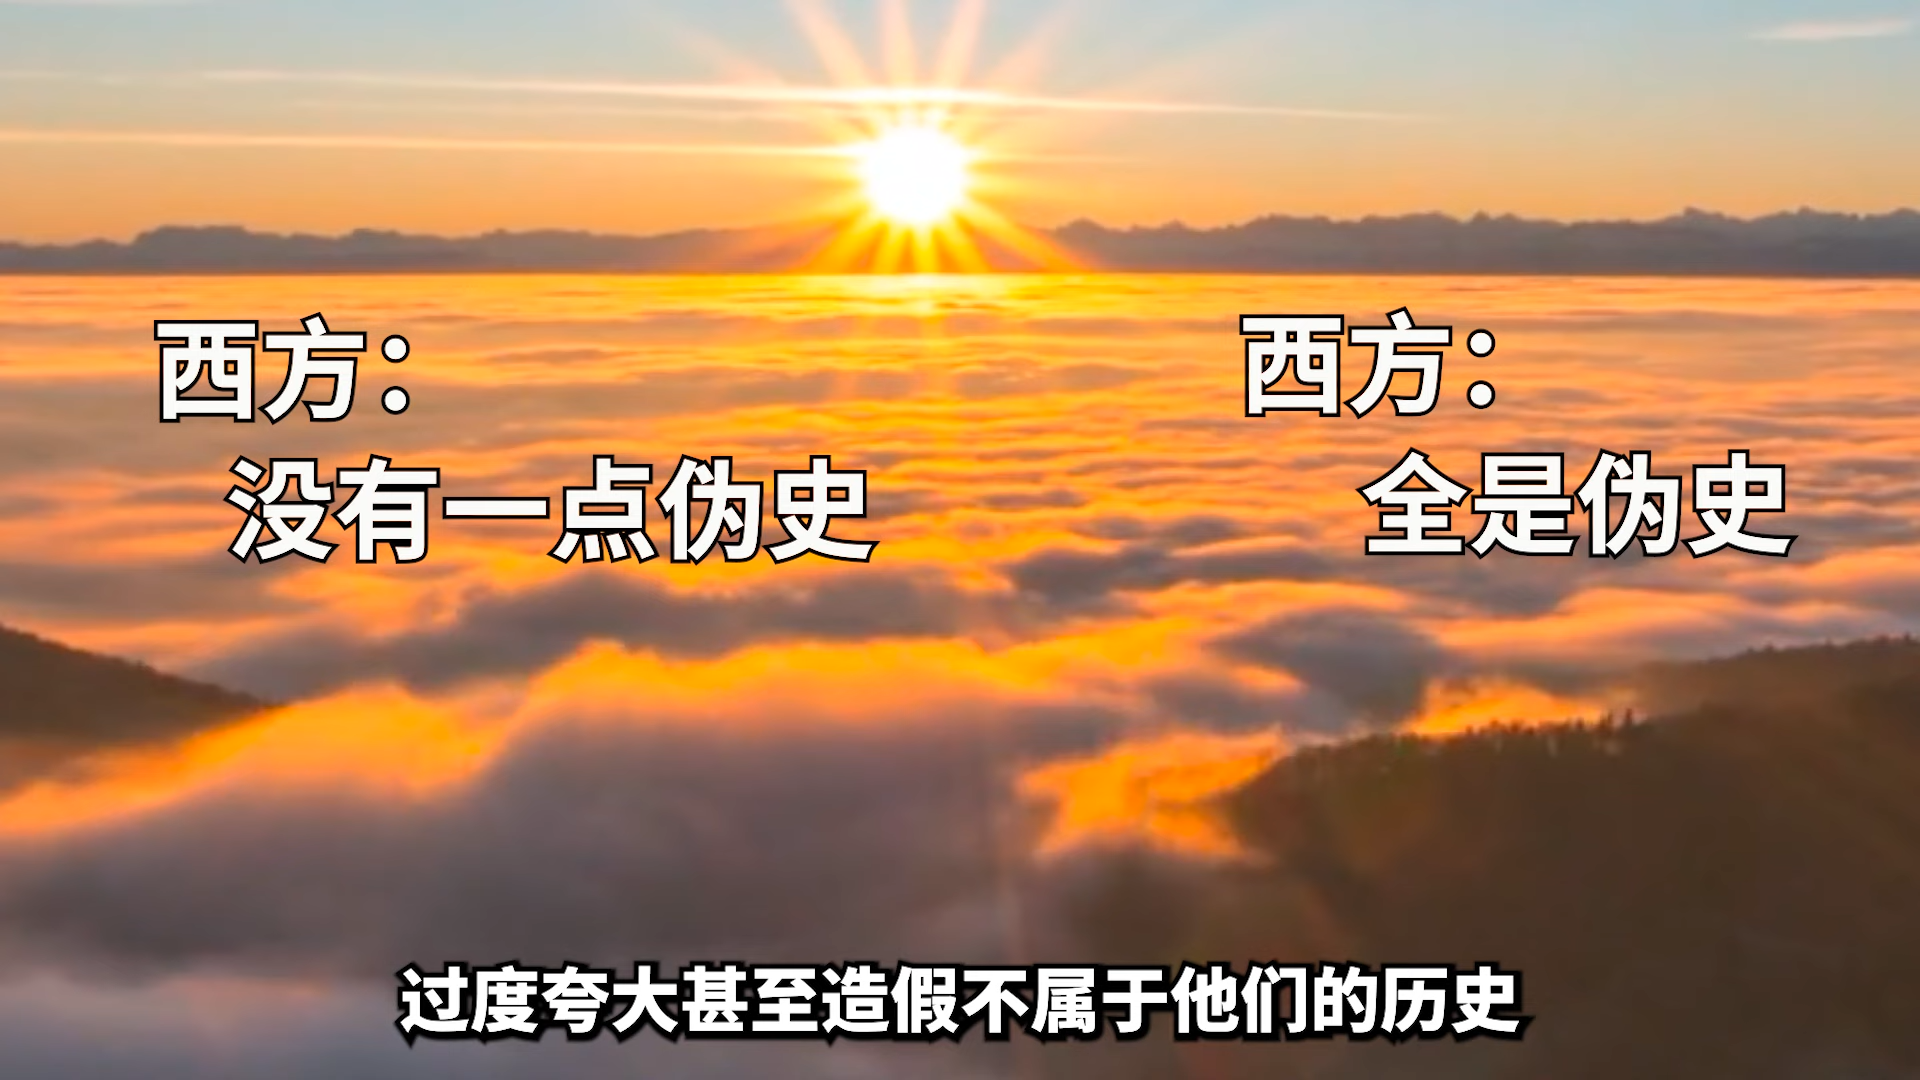 西方：
没有一点伪史
西方：
全是伪史
过度夸大甚至造假不属于他们的历史